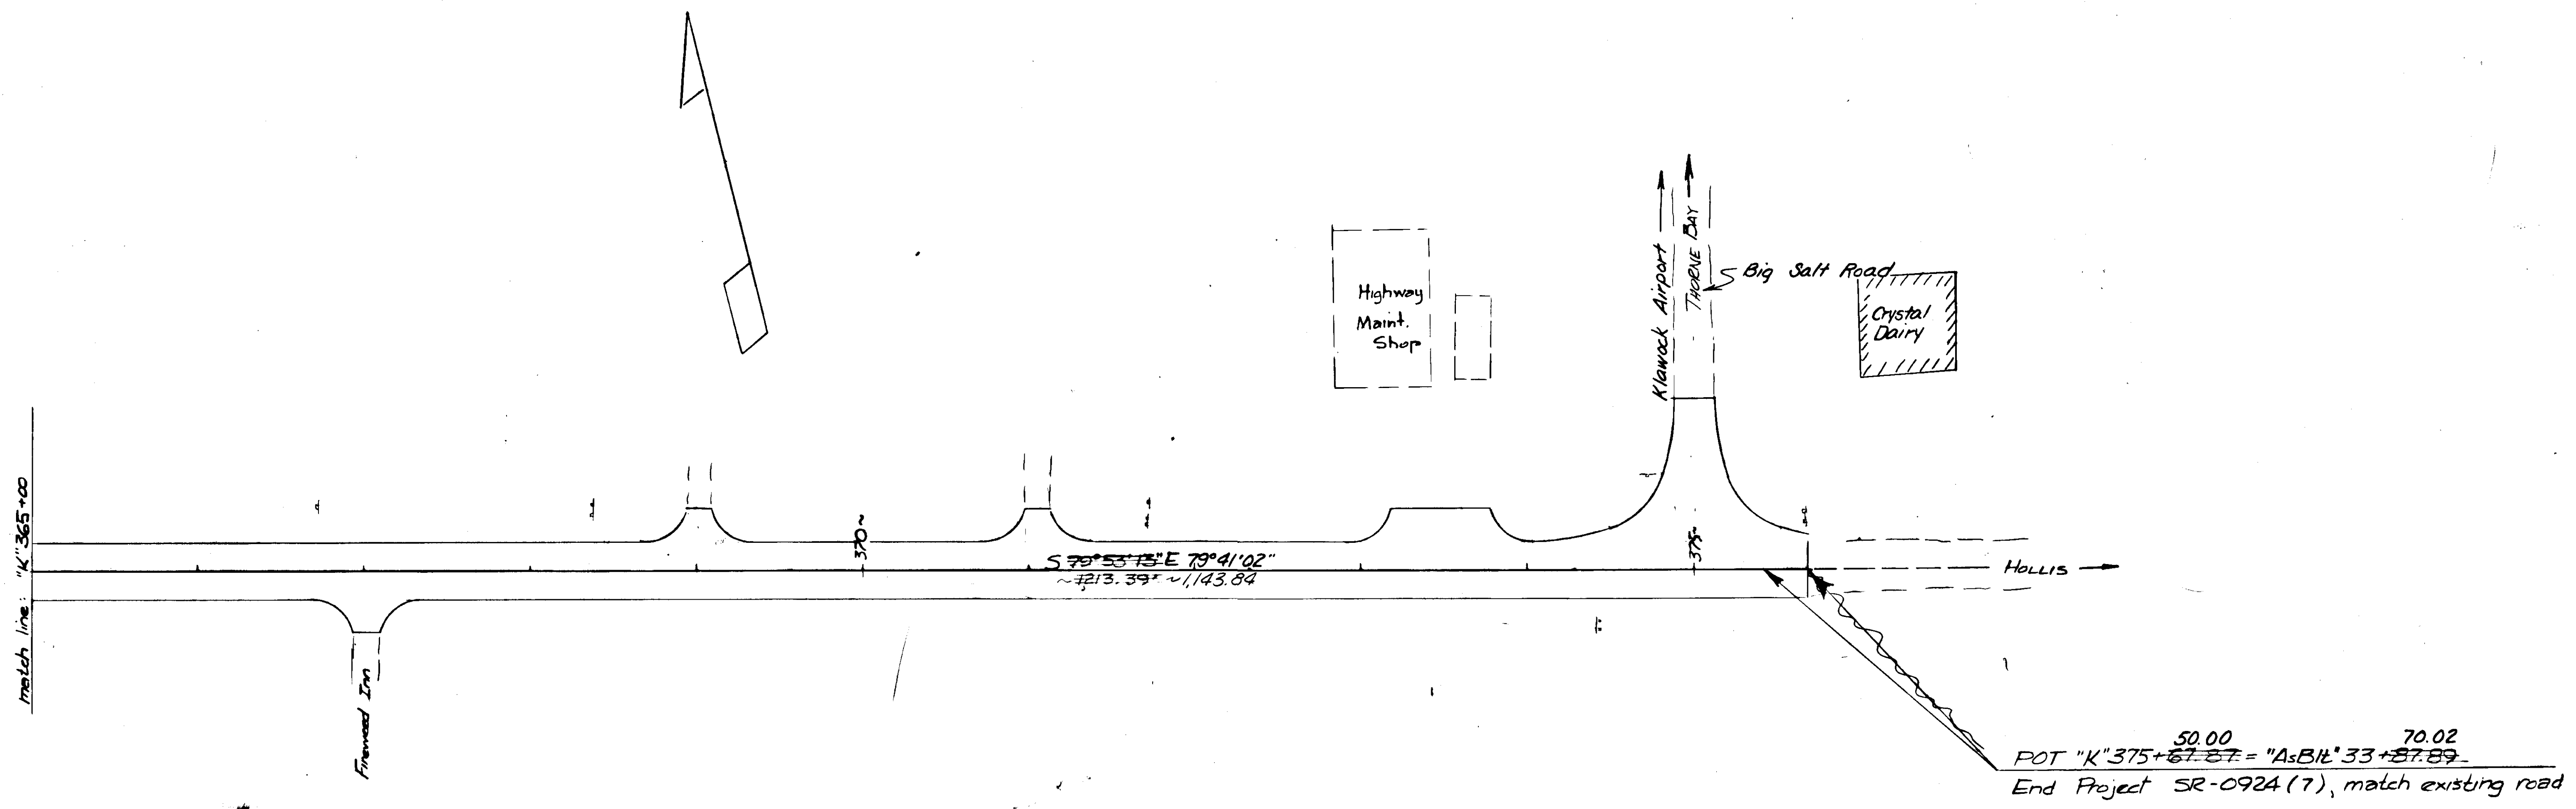 match line: "K" 365+00
Fireweed Inn
370
S 79°53'13" E 79°41'02"
~1,213.39± ~1,143.84
Highway
Maint.
Shop
Klawock Airport
THORNE BAY
Big Salt Road
Crystal
Dairy
375
HOLLIS
50.00 70.02
POT "K" 375+67.87 = "AsBlt" 33+87.89
End Project SR-0924(7), match existing road